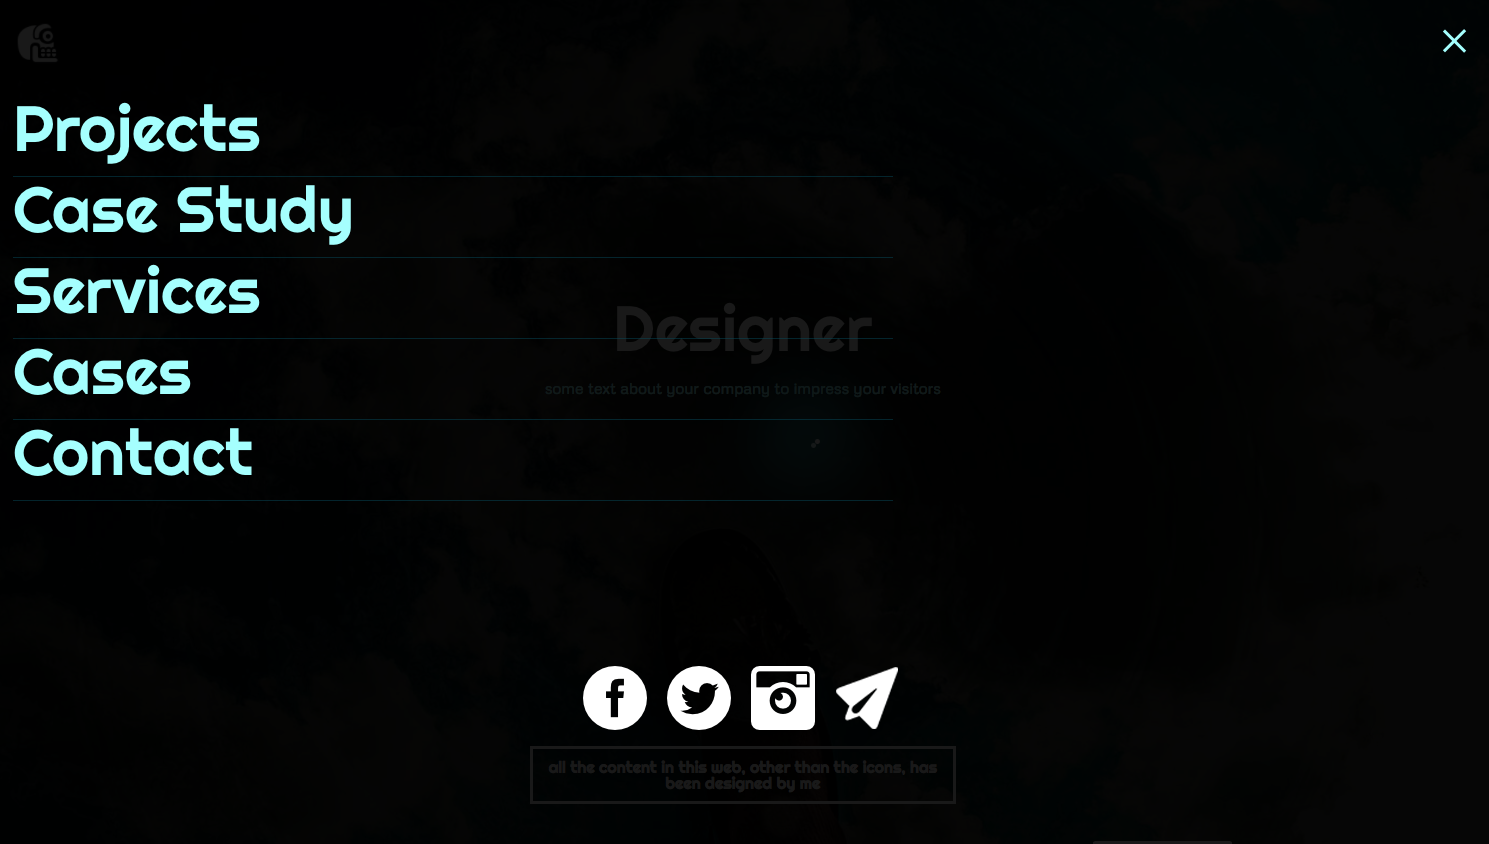 Projects
Case Study
Services
Designer
Cases
some text about your company to impress your visitors
Contact
all the content in this web, other than the icons, has
been designed by me